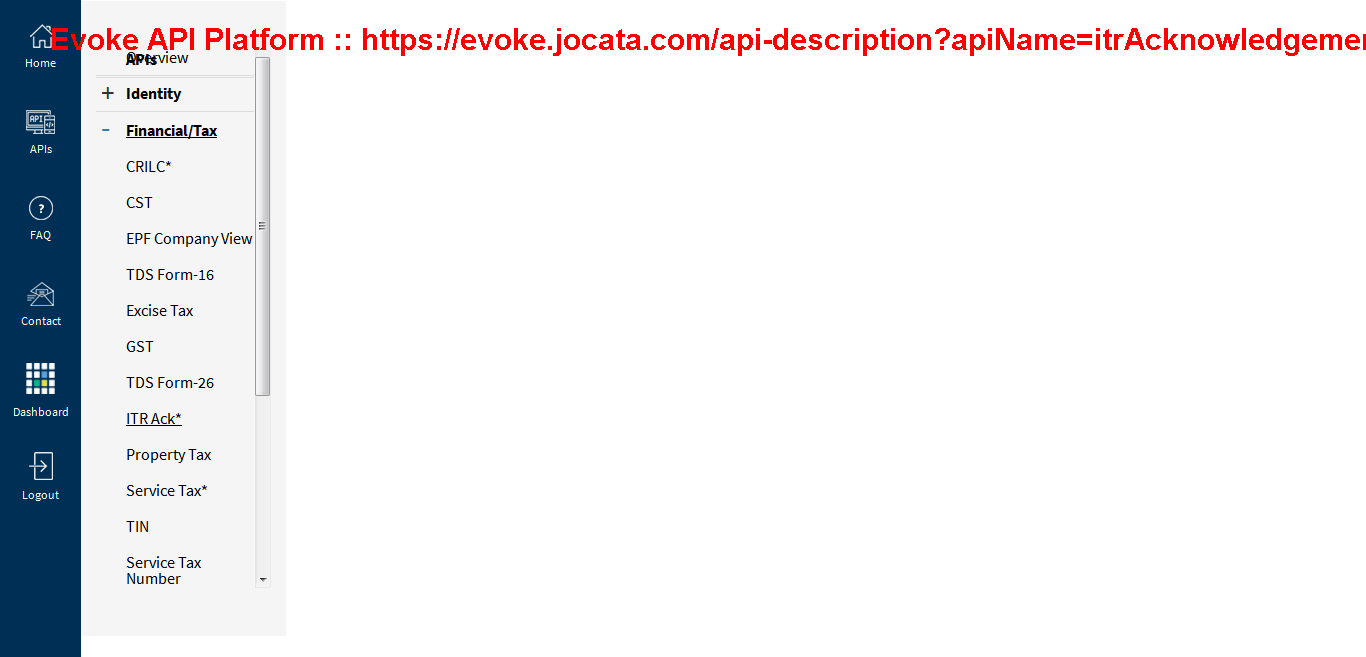 Evoke API Platform :: https://evoke.jocata.com/api-description?apiName=itrAcknowledgemen
Home
APIs
FAQ
Contact
Dashboard
Logout
Overview
APIs
+ Identity
- Financial/Tax
CRILC*
CST
EPF Company View
TDS Form-16
Excise Tax
GST
TDS Form-26
ITR Ack*
Property Tax
Service Tax*
TIN
Service Tax
Number